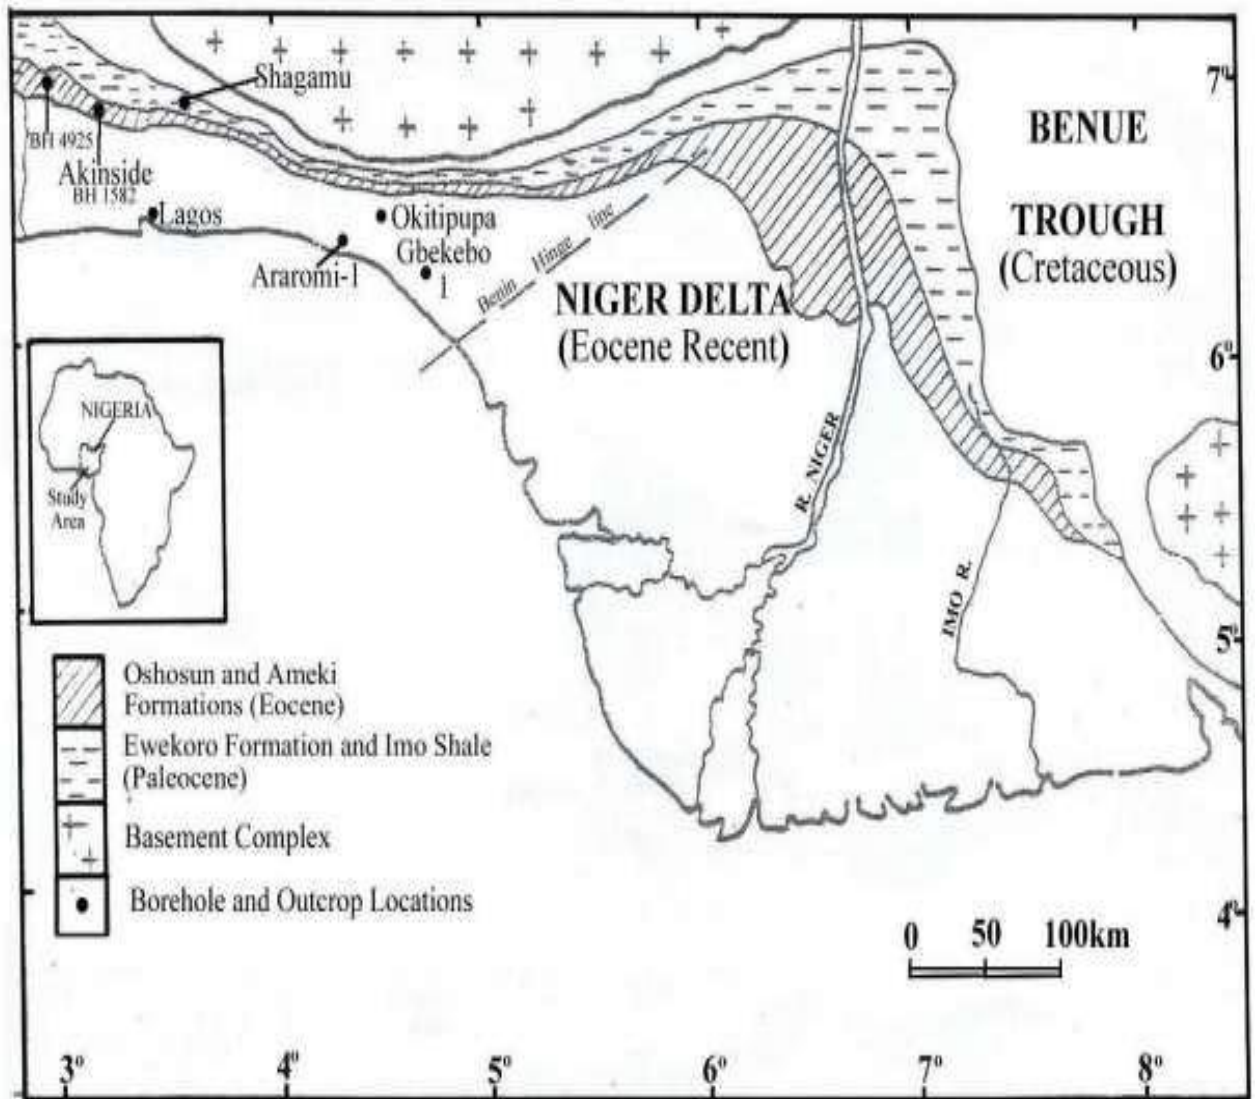 Shagamu
BH 4925
Akinside
BH 1582
Lagos
Okitipupa
Gbekebo
1
Araromi-1
Benin Hinge line
NIGER DELTA
(Eocene Recent)
BENUE
TROUGH
(Cretaceous)
7°
6°
5°
4°
NIGERIA
Study
Area
R. NIGER
IMO R.
Oshosun and Ameki
Formations (Eocene)
Ewekoro Formation and Imo Shale
(Paleocene)
Basement Complex
Borehole and Outcrop Locations
0 50 100km
3° 4° 5° 6° 7° 8°